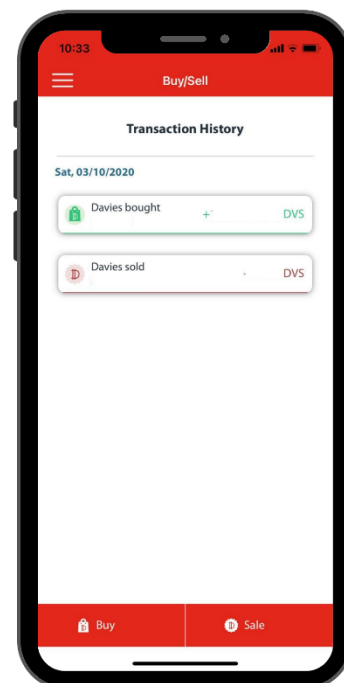 10:33
Buy/Sell
Transaction History
Sat, 03/10/2020
Davies bought + DVS
Davies sold - DVS
Buy Sale